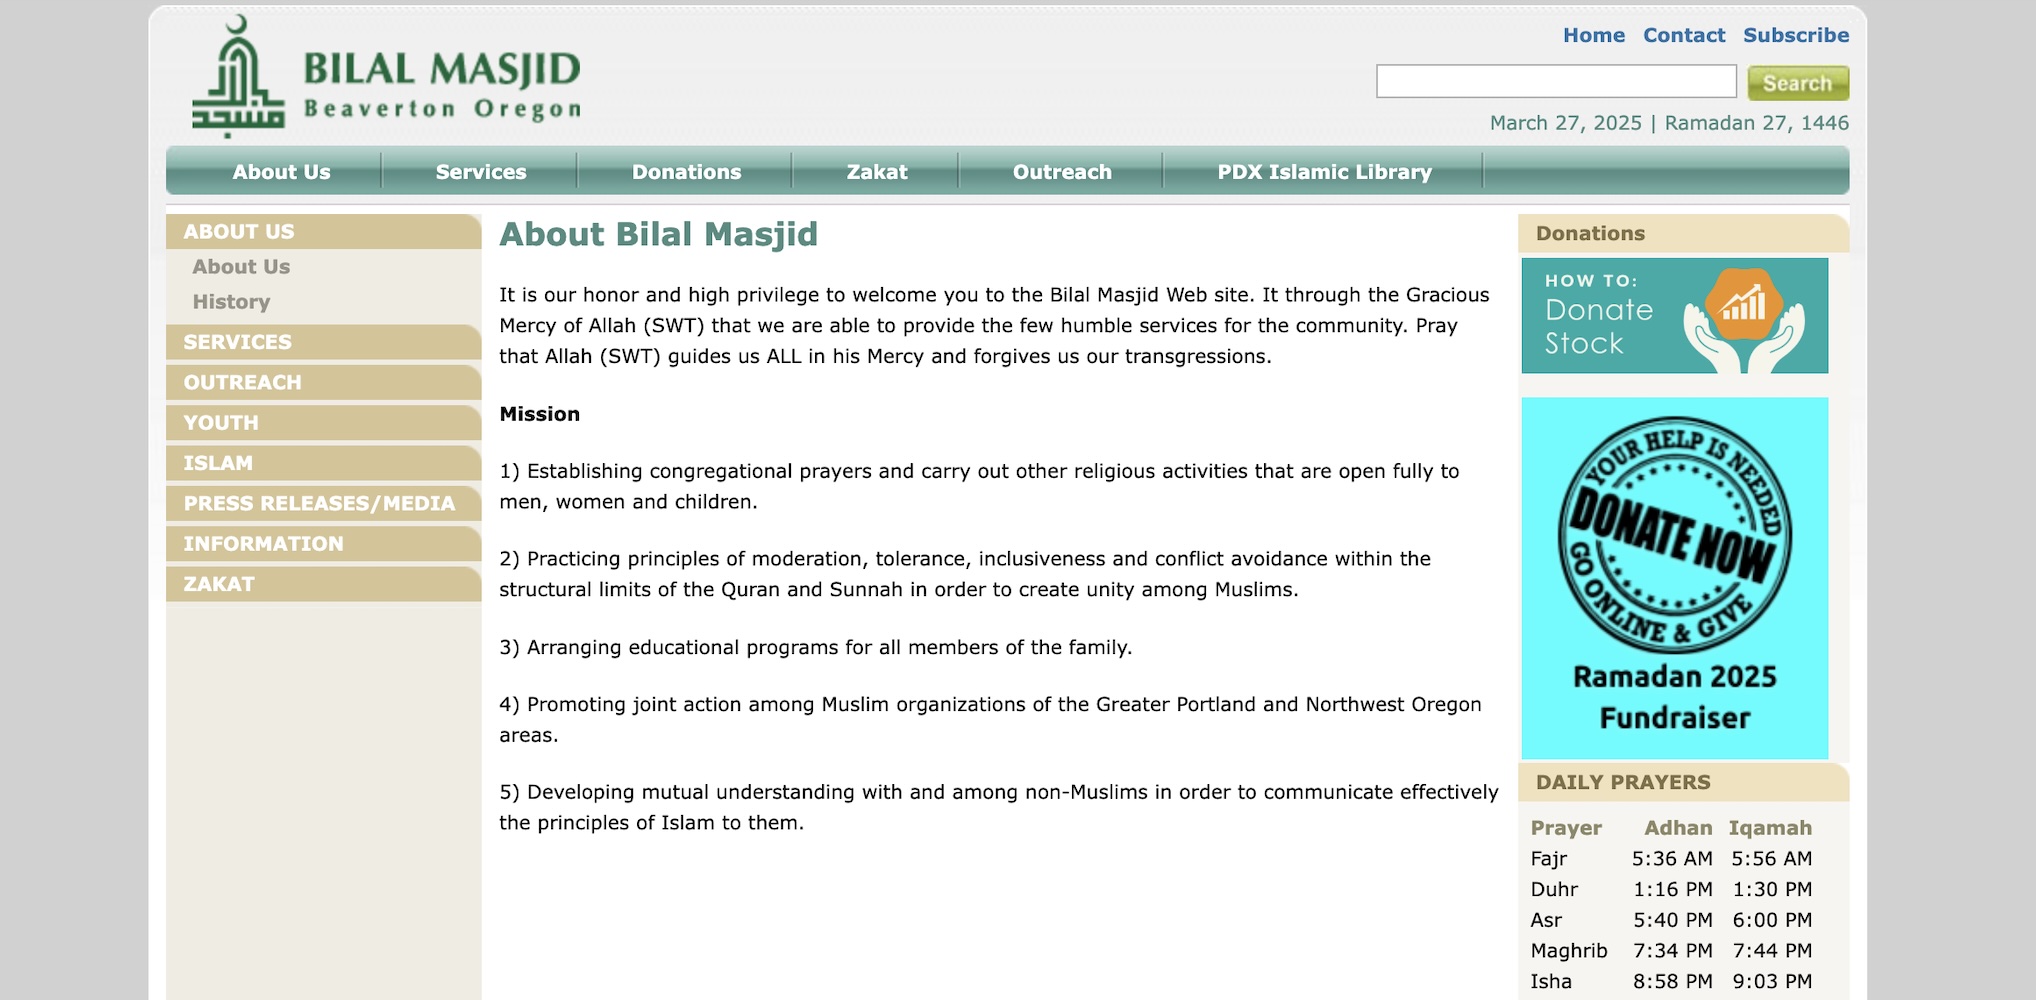 مسجد
BILAL MASJID
Beaverton Oregon
Home Contact Subscribe
Search
March 27, 2025 | Ramadan 27, 1446
About Us Services Donations Zakat Outreach PDX Islamic Library
ABOUT US
About Us
History
SERVICES
OUTREACH
YOUTH
ISLAM
PRESS RELEASES/MEDIA
INFORMATION
ZAKAT
About Bilal Masjid
It is our honor and high privilege to welcome you to the Bilal Masjid Web site. It through the Gracious
Mercy of Allah (SWT) that we are able to provide the few humble services for the community. Pray
that Allah (SWT) guides us ALL in his Mercy and forgives us our transgressions.
Mission
1) Establishing congregational prayers and carry out other religious activities that are open fully to
men, women and children.
2) Practicing principles of moderation, tolerance, inclusiveness and conflict avoidance within the
structural limits of the Quran and Sunnah in order to create unity among Muslims.
3) Arranging educational programs for all members of the family.
4) Promoting joint action among Muslim organizations of the Greater Portland and Northwest Oregon
areas.
5) Developing mutual understanding with and among non-Muslims in order to communicate effectively
the principles of Islam to them.
Donations
HOW TO:
Donate
Stock
YOUR HELP IS NEEDED
DONATE NOW
GO ONLINE & GIVE
Ramadan 2025
Fundraiser
DAILY PRAYERS
Prayer Adhan Iqamah
Fajr 5:36 AM 5:56 AM
Duhr 1:16 PM 1:30 PM
Asr 5:40 PM 6:00 PM
Maghrib 7:34 PM 7:44 PM
Isha 8:58 PM 9:03 PM